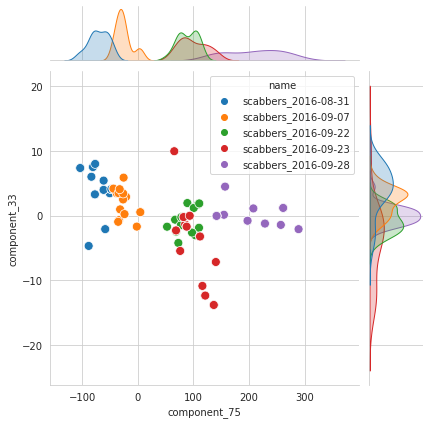 name
scabbers_2016-08-31
scabbers_2016-09-07
scabbers_2016-09-22
scabbers_2016-09-23
scabbers_2016-09-28
20
10
0
−10
−20
component_33
−100
0
100
200
300
component_75